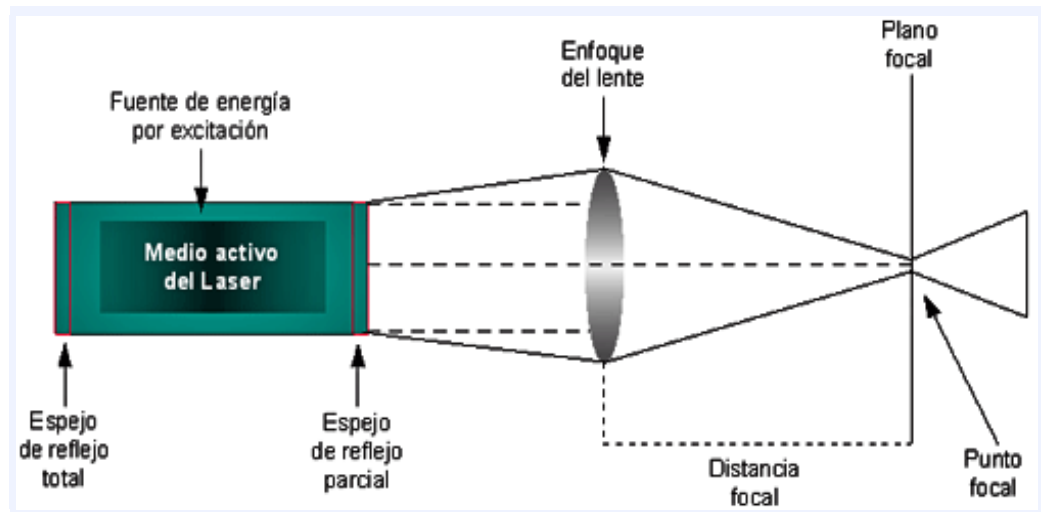 Plano
focal
Enfoque
del lente
Fuente de energía
por excitación
Medio activo
del Laser
Espejo
de reflejo
total
Espejo
de reflejo
parcial
Distancia
focal
Punto
focal